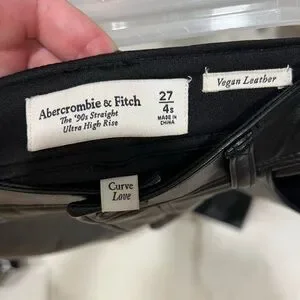 Abercrombie & Fitch
The '90s Straight
Ultra High Rise
27
4s
MADE IN
CHINA
Vegan Leather
Curve
Love